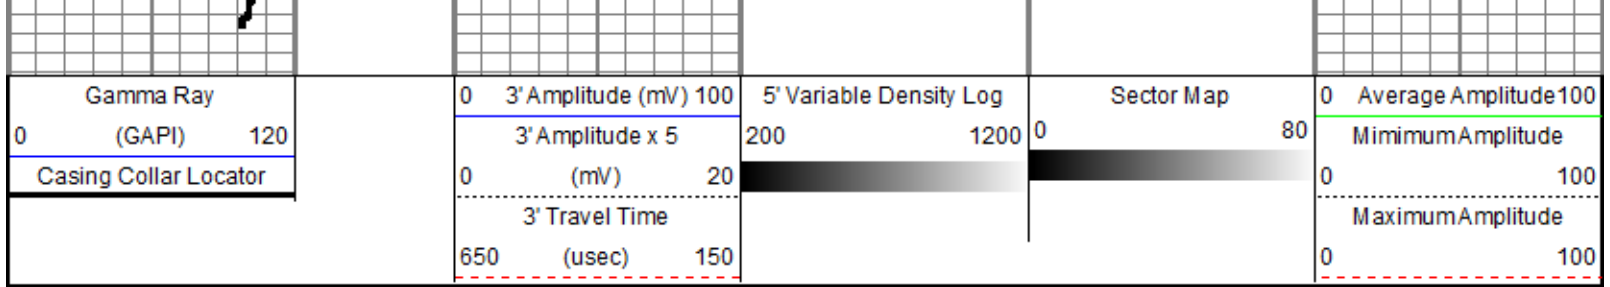 Gamma Ray
0 (GAPI) 120
Casing Collar Locator
0 3' Amplitude (mV) 100
3' Amplitude x 5
0 (mV) 20
3' Travel Time
650 (usec) 150
5' Variable Density Log
200 1200
Sector Map
0 80
0 Average Amplitude 100
Mimimum Amplitude
0 100
Maximum Amplitude
0 100